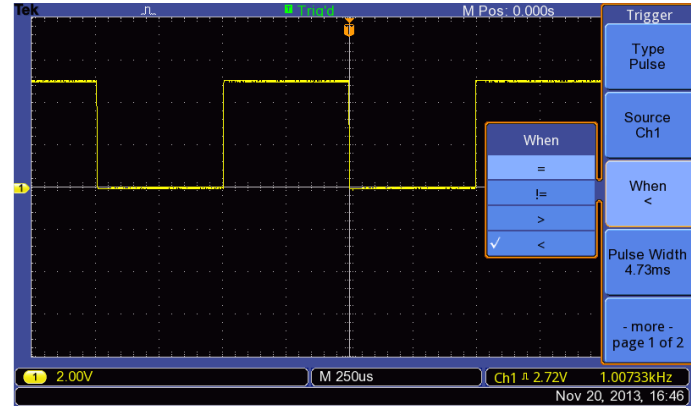 Tek
T Trig'd
M Pos: 0.000s
Trigger
T
Type
Pulse
Source
Ch1
When
=
!=
>
<
When
<
1
Pulse Width
4.73ms
- more -
page 1 of 2
1 2.00V
M 250us
Ch1 2.72V
1.00733kHz
Nov 20, 2013, 16:46